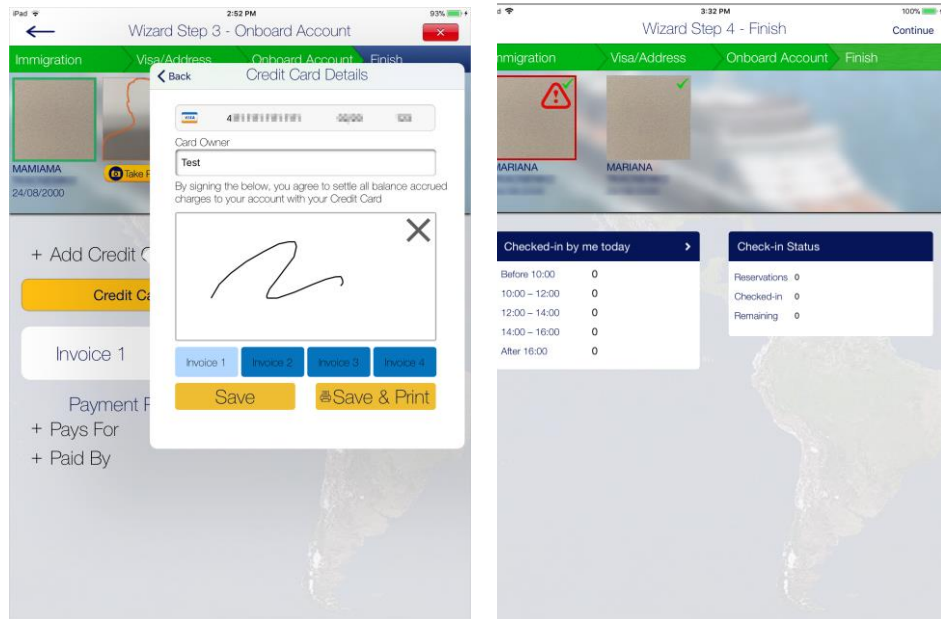 iPad 2:52 PM 93%
Wizard Step 3 - Onboard Account
Immigration Visa/Address Onboard Account Finish
Back Credit Card Details
VISA
Card Owner
Test
By signing the below, you agree to settle all balance accrued
charges to your account with your Credit Card
Invoice 1 Invoice 2 Invoice 3 Invoice 4
Save Save & Print
MAMIAMA
24/08/2000
Take
+ Add Credit
Credit
Invoice 1
Payment
+ Pays For
+ Paid By
3:32 PM 100%
Wizard Step 4 - Finish Continue
mmigration Visa/Address Onboard Account Finish
MARIANA MARIANA
Checked-in by me today
Before 10:00 0
10:00 – 12:00 0
12:00 – 14:00 0
14:00 – 16:00 0
After 16:00 0
Check-in Status
Reservations 0
Checked-in 0
Remaining 0